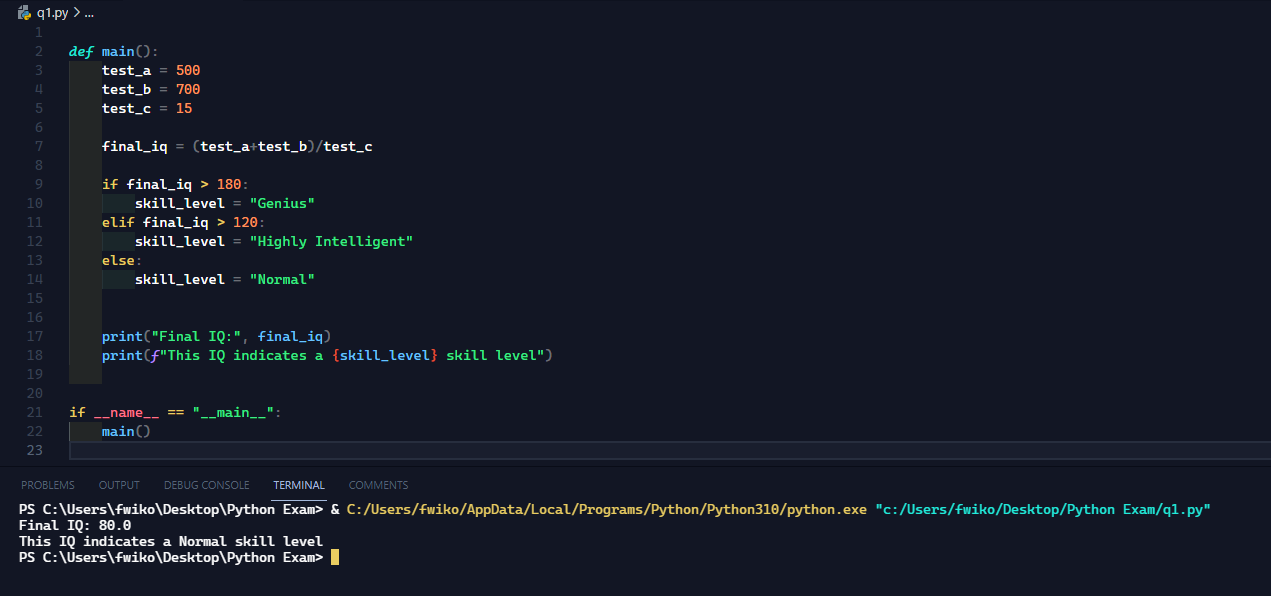 q1.py > ...
1
2 def main():
3     test_a = 500
4     test_b = 700
5     test_c = 15
6
7     final_iq = (test_a+test_b)/test_c
8
9     if final_iq > 180:
10         skill_level = "Genius"
11     elif final_iq > 120:
12         skill_level = "Highly Intelligent"
13     else:
14         skill_level = "Normal"
15
16
17     print("Final IQ:", final_iq)
18     print(f"This IQ indicates a {skill_level} skill level")
19
20
21 if __name__ == "__main__":
22     main()
23
PROBLEMS OUTPUT DEBUG CONSOLE TERMINAL COMMENTS
PS C:\Users\fwiko\Desktop\Python Exam> & C:/Users/fwiko/AppData/Local/Programs/Python/Python310/python.exe "c:/Users/fwiko/Desktop/Python Exam/q1.py"
Final IQ: 80.0
This IQ indicates a Normal skill level
PS C:\Users\fwiko\Desktop\Python Exam>